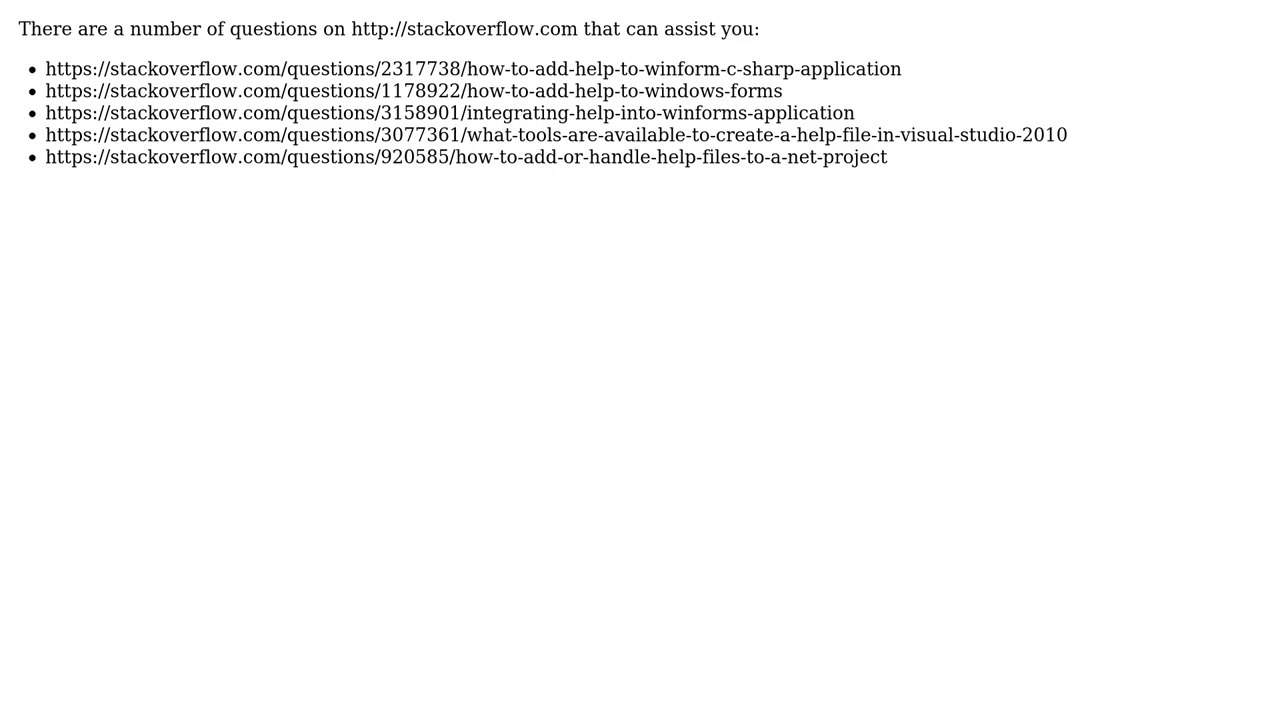 There are a number of questions on http://stackoverflow.com that can assist you:
• https://stackoverflow.com/questions/2317738/how-to-add-help-to-winform-c-sharp-application
• https://stackoverflow.com/questions/1178922/how-to-add-help-to-windows-forms
• https://stackoverflow.com/questions/3158901/integrating-help-into-winforms-application
• https://stackoverflow.com/questions/3077361/what-tools-are-available-to-create-a-help-file-in-visual-studio-2010
• https://stackoverflow.com/questions/920585/how-to-add-or-handle-help-files-to-a-net-project